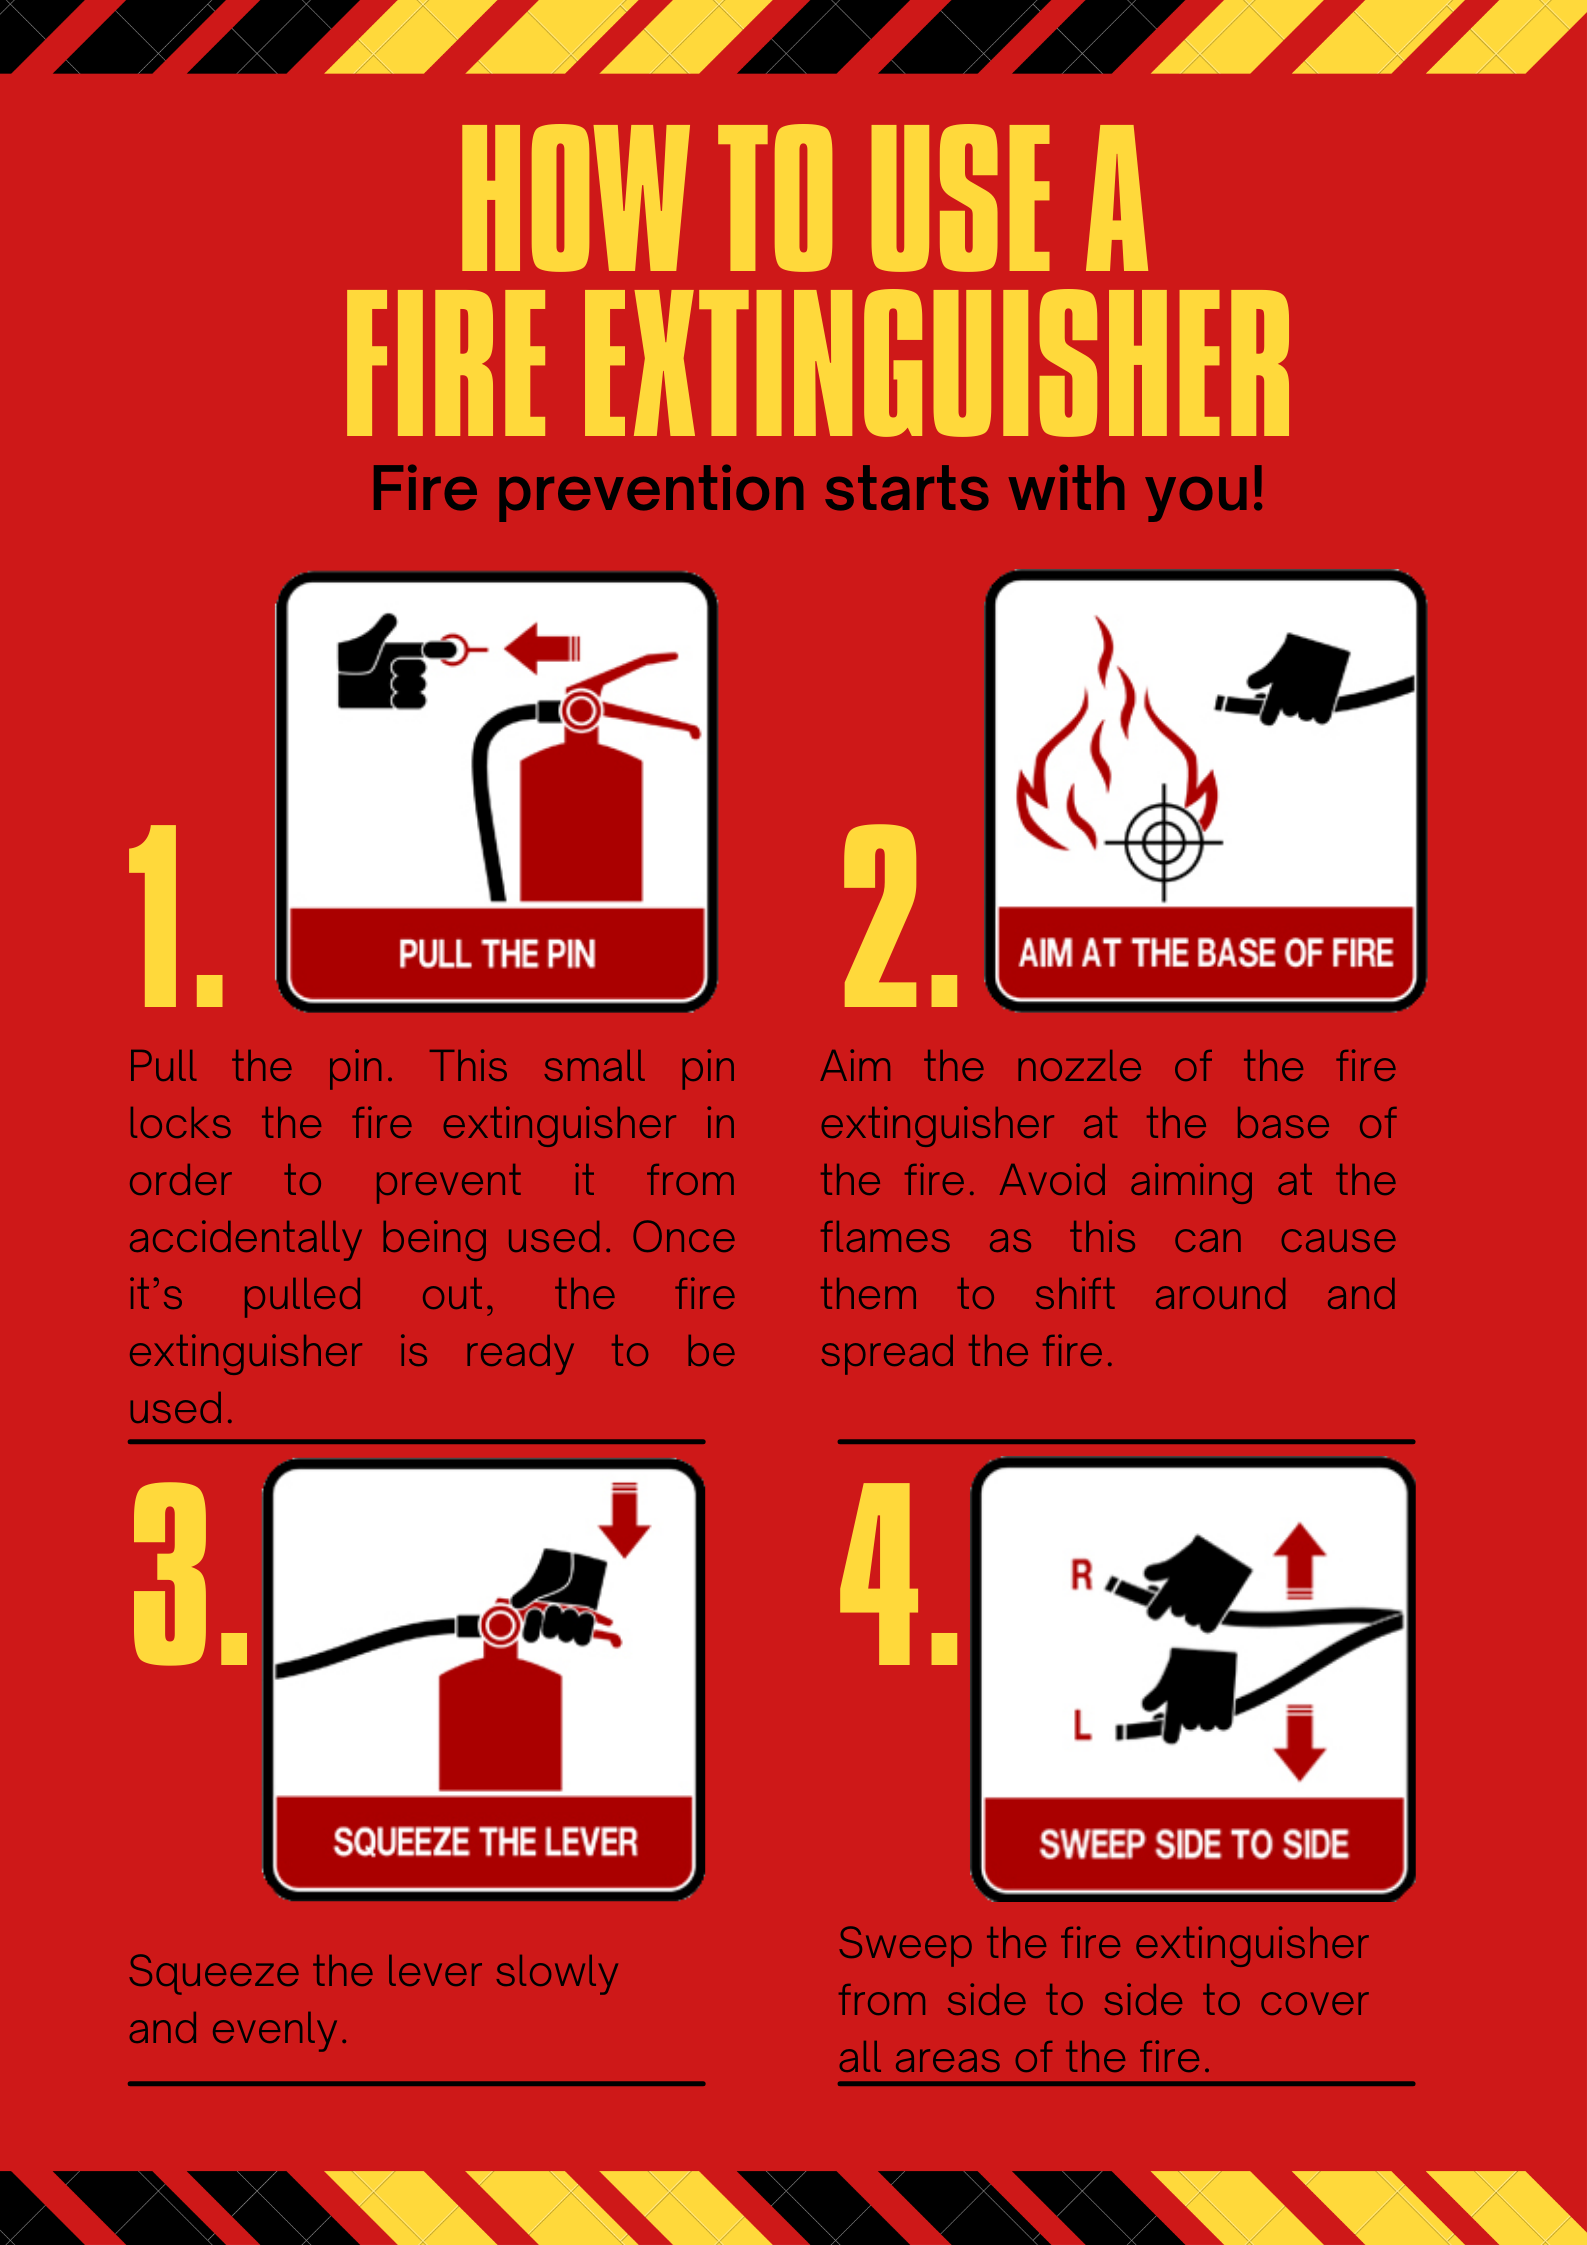 HOW TO USE A
FIRE EXTINGUISHER
Fire prevention starts with you!
1.
PULL THE PIN
Pull the pin. This small pin
locks the fire extinguisher in
order to prevent it from
accidentally being used. Once
it’s pulled out, the fire
extinguisher is ready to be
used.
2.
AIM AT THE BASE OF FIRE
Aim the nozzle of the fire
extinguisher at the base of
the fire. Avoid aiming at the
flames as this can cause
them to shift around and
spread the fire.
3.
SQUEEZE THE LEVER
Squeeze the lever slowly
and evenly.
4.
R
L
SWEEP SIDE TO SIDE
Sweep the fire extinguisher
from side to side to cover
all areas of the fire.